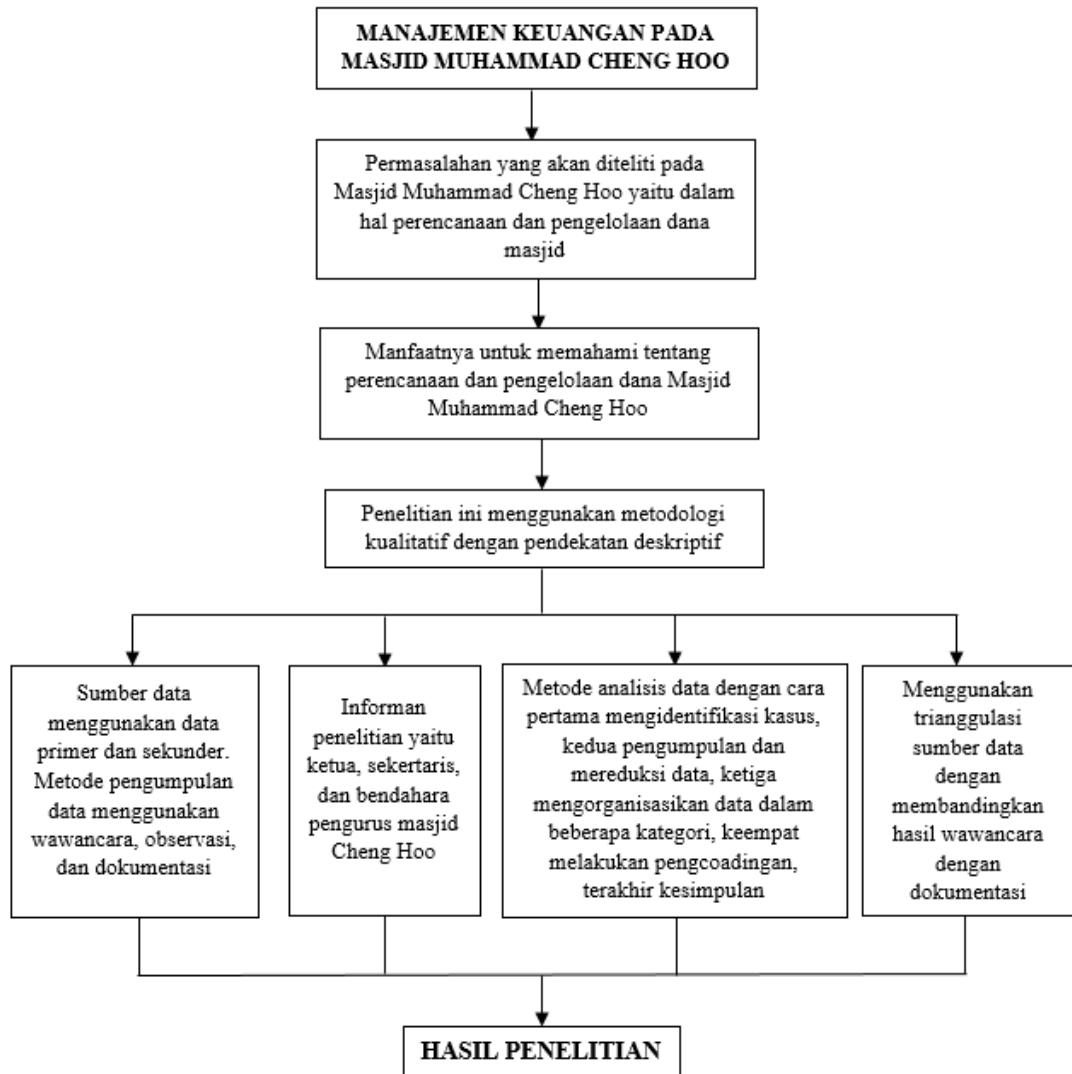 MANAJEMEN KEUANGAN PADA
MASJID MUHAMMAD CHENG HOO
Permasalahan yang akan diteliti pada
Masjid Muhammad Cheng Hoo yaitu dalam
hal perencanaan dan pengelolaan dana
masjid
Manfaatnya untuk memahami tentang
perencanaan dan pengelolaan dana Masjid
Muhammad Cheng Hoo
Penelitian ini menggunakan metodologi
kualitatif dengan pendekatan deskriptif
Sumber data
menggunakan data
primer dan sekunder.
Metode pengumpulan
data menggunakan
wawancara, observasi,
dan dokumentasi
Informan
penelitian yaitu
ketua, sekertaris,
dan bendahara
pengurus masjid
Cheng Hoo
Metode analisis data dengan cara
pertama mengidentifikasi kasus,
kedua pengumpulan dan
mereduksi data, ketiga
mengorganisasikan data dalam
beberapa kategori, keempat
melakukan pengcoadingan,
terakhir kesimpulan
Menggunakan
trianggulasi
sumber data
dengan
membandingkan
hasil wawancara
dengan
dokumentasi
HASIL PENELITIAN